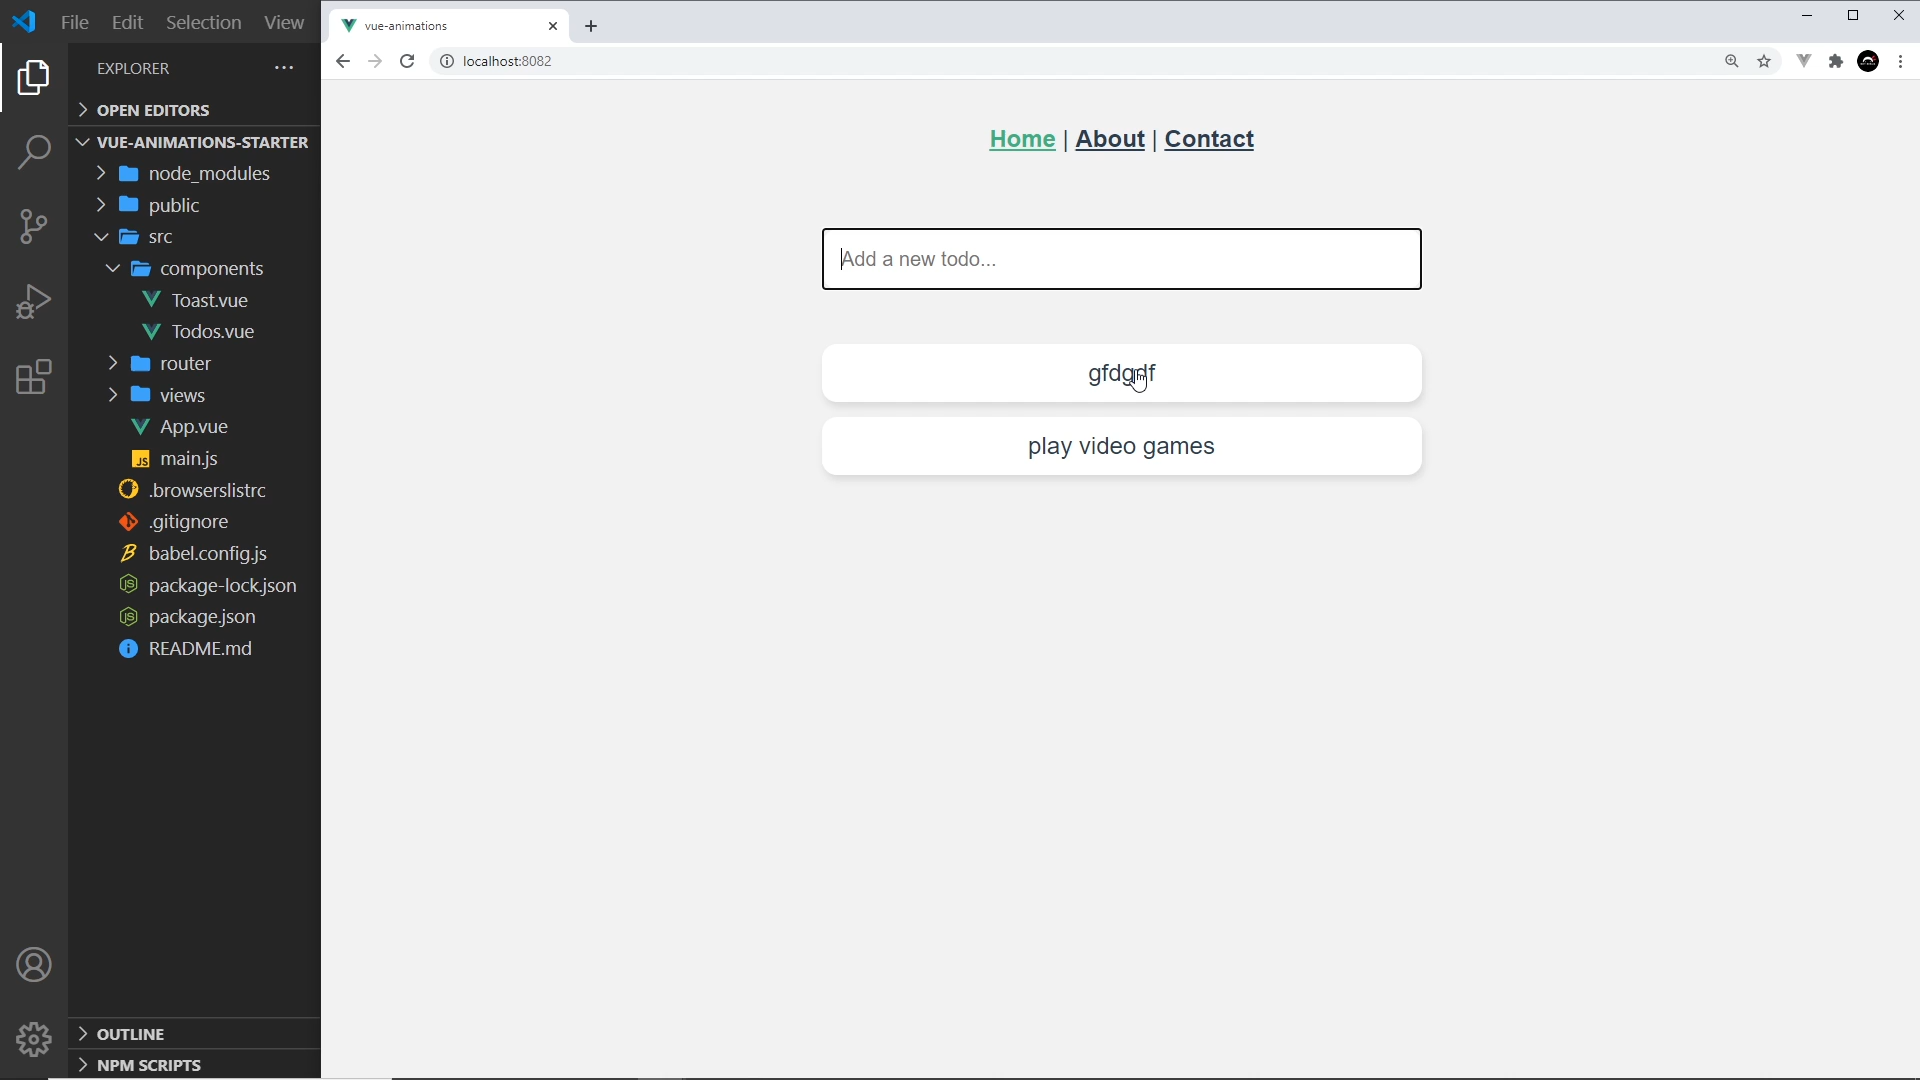 File Edit Selection View
EXPLORER
OPEN EDITORS
VUE-ANIMATIONS-STARTER
node_modules
public
src
components
Toast.vue
Todos.vue
router
views
App.vue
main.js
.browserslistrc
.gitignore
babel.config.js
package-lock.json
package.json
README.md
OUTLINE
NPM SCRIPTS
vue-animations
localhost:8082
Home | About | Contact
Add a new todo...
gfdgdf
play video games